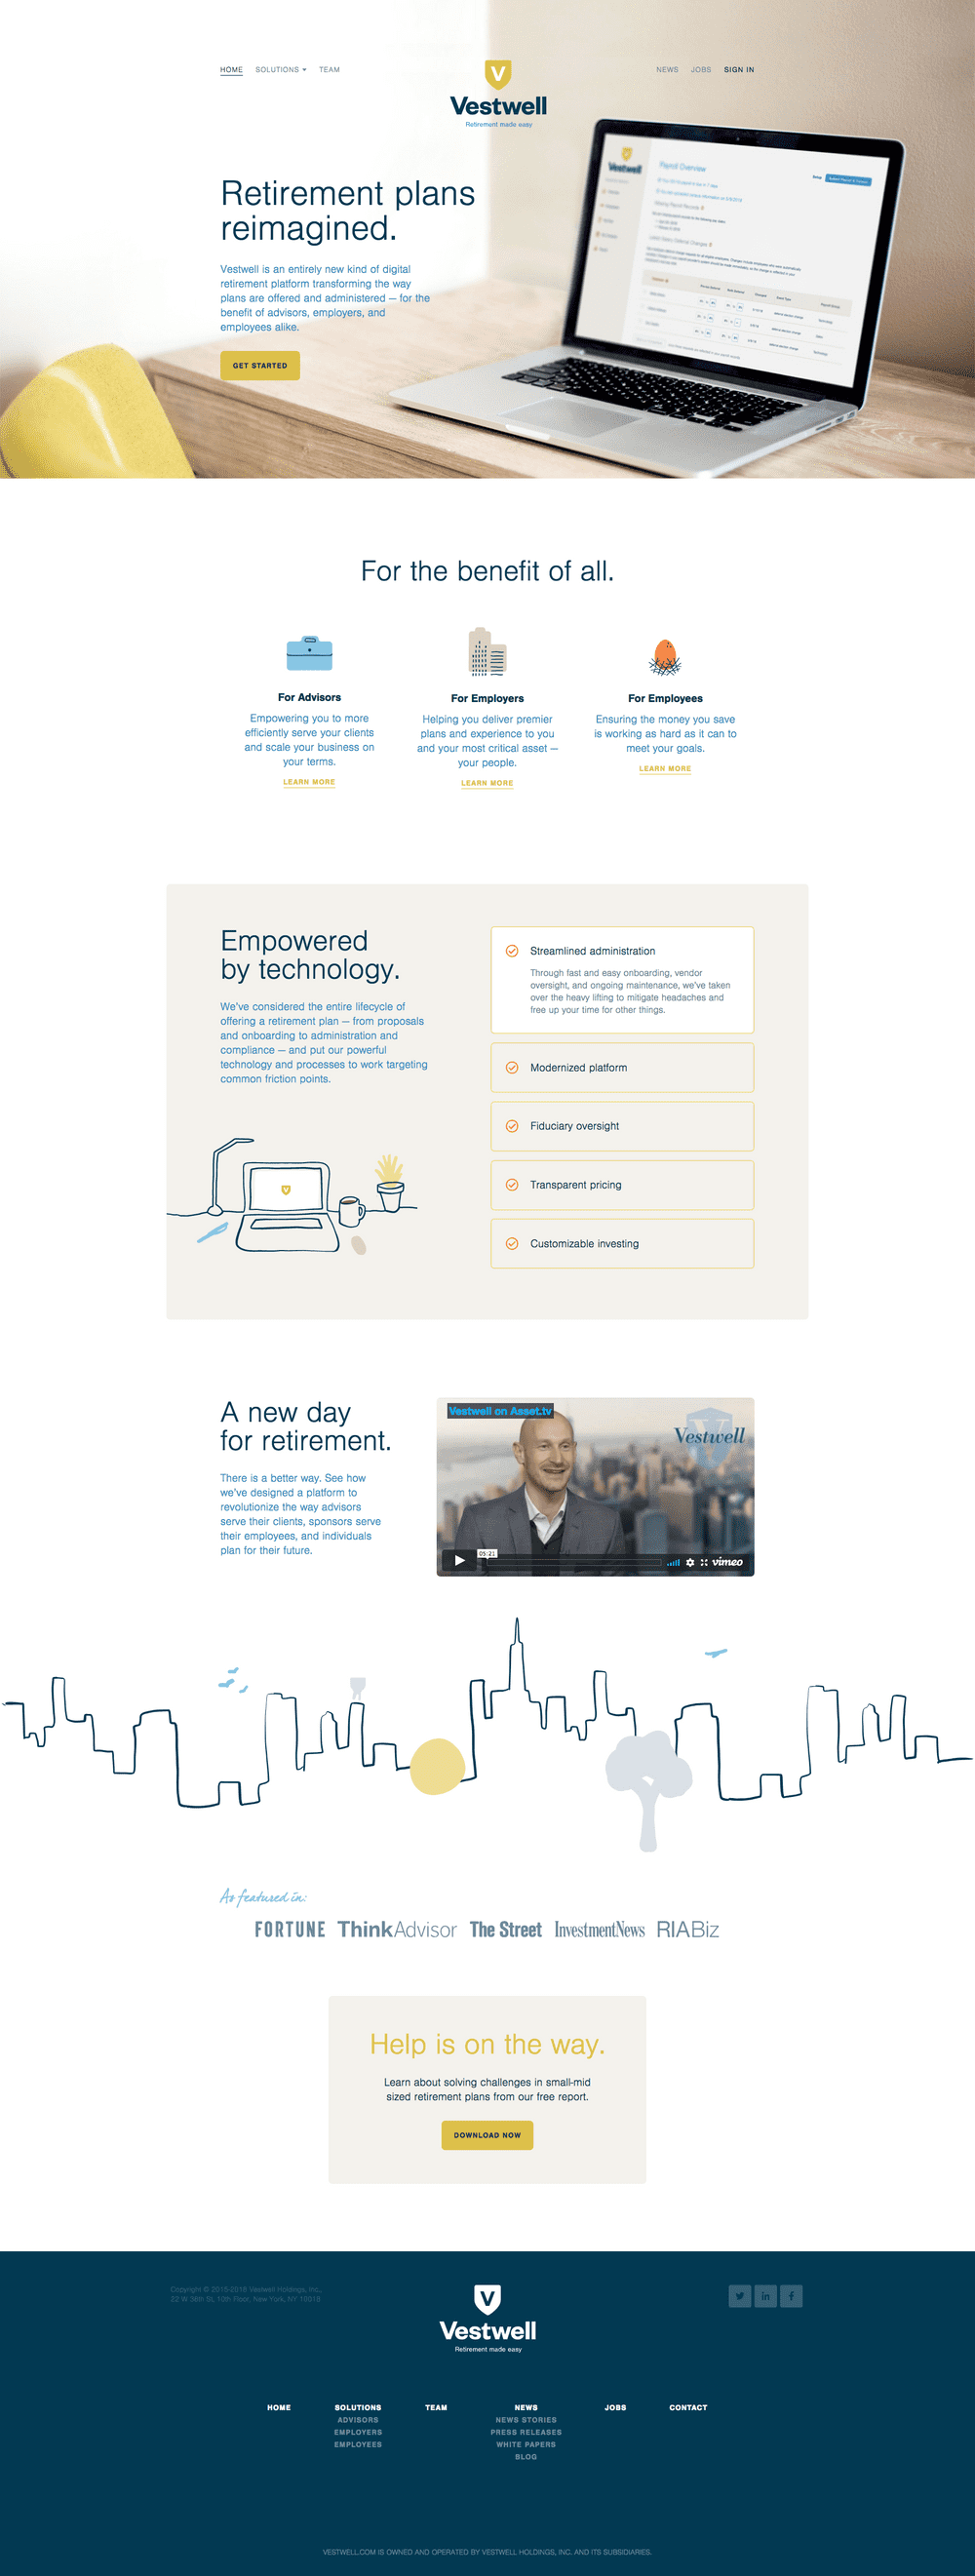 HOME SOLUTIONS TEAM
Vestwell
Retirement made easy
NEWS JOBS SIGN IN
Retirement plans
reimagined.
Vestwell is an entirely new kind of digital
retirement platform transforming the way
plans are offered and administered — for the
benefit of advisors, employers, and
employees alike.
GET STARTED
Vestwell
Payroll Overview
For the benefit of all.
For Advisors
Empowering you to more
efficiently serve your clients
and scale your business on
your terms.
LEARN MORE
For Employers
Helping you deliver premier
plans and experience to you
and your most critical asset —
your people.
LEARN MORE
For Employees
Ensuring the money you save
is working as hard as it can to
meet your goals.
LEARN MORE
Empowered
by technology.
We've considered the entire lifecycle of
offering a retirement plan — from proposals
and onboarding to administration and
compliance — and put our powerful
technology and processes to work targeting
common friction points.
Streamlined administration
Through fast and easy onboarding, vendor
oversight, and ongoing maintenance, we've taken
over the heavy lifting to mitigate headaches and
free up your time for other things.
Modernized platform
Fiduciary oversight
Transparent pricing
Customizable investing
A new day
for retirement.
There is a better way. See how
we've designed a platform to
revolutionize the way advisors
serve their clients, sponsors serve
their employees, and individuals
plan for their future.
Vestwell on Asset.tv
Vestwell
05:21
vimeo
As featured in:
FORTUNE ThinkAdvisor The Street InvestmentNews RIABiz
Help is on the way.
Learn about solving challenges in small-mid
sized retirement plans from our free report.
DOWNLOAD NOW
Copyright © 2015-2018 Vestwell Holdings, Inc.,
22 W 38th St, 10th Floor, New York, NY 10018
V
Vestwell
Retirement made easy
HOME
SOLUTIONS
ADVISORS
EMPLOYERS
EMPLOYEES
TEAM
NEWS
NEWS STORIES
PRESS RELEASES
WHITE PAPERS
BLOG
JOBS
CONTACT
VESTWELL.COM IS OWNED AND OPERATED BY VESTWELL HOLDINGS, INC. AND ITS SUBSIDIARIES.